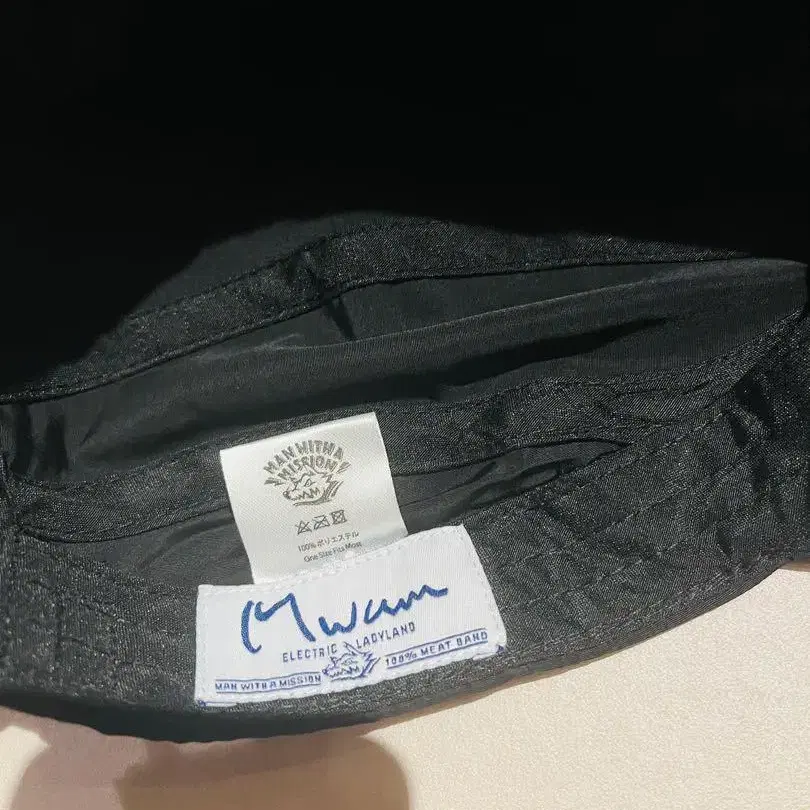 MAN WITH A
MISSION
100%ポリエステル
One Size Fits Most
Mwam
ELECTRIC LADYLAND
MAN WITH A MISSION 100% MEAT BAND